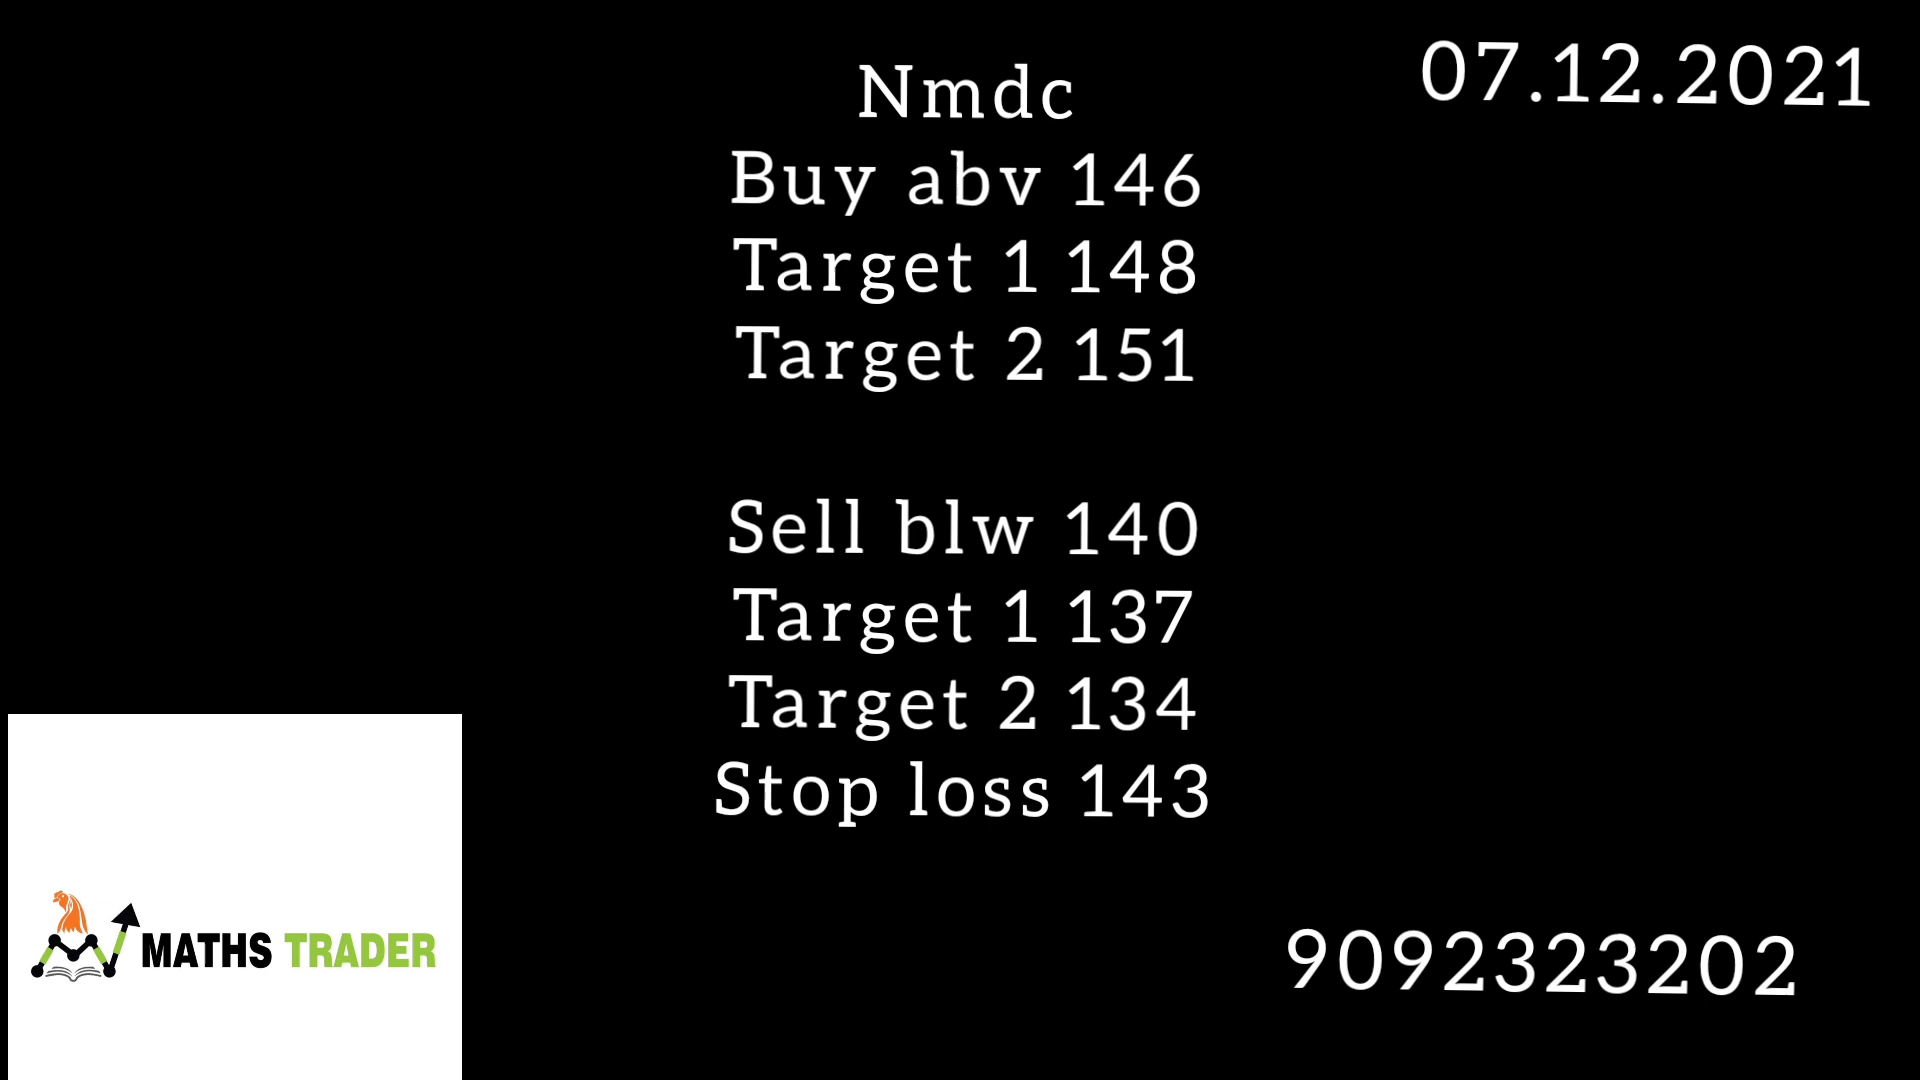 07.12.2021
Nmdc
Buy abv 146
Target 1 148
Target 2 151
Sell blw 140
Target 1 137
Target 2 134
Stop loss 143
MATHS TRADER
9092323202